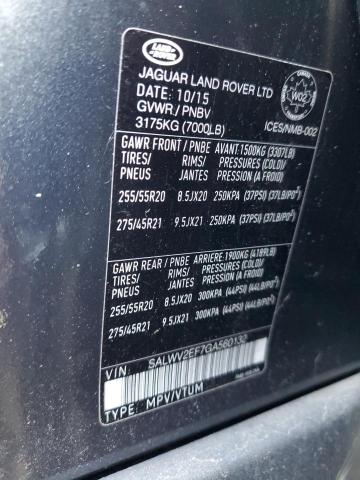 LAND
ROVER
JAGUAR LAND ROVER LTD
DATE: 10/15
GVWR / PNBV
3175KG (7000LB)
W02
ICES/NMB-002
GAWR FRONT / PNBE AVANT 1500KG (3307LB)
TIRES/ RIMS/ PRESSURES (COLD)/
PNEUS JANTES PRESSION (A FROID)
255/55R20 8.5JX20 250KPA (37PSI) (37LB/PO²)
275/45R21 9.5JX21 250KPA (37PSI) (37LB/PO²)
GAWR REAR / PNBE ARRIERE 1900KG (4189LB)
TIRES/ RIMS/ PRESSURES (COLD)/
PNEUS JANTES PRESSION (A FROID)
255/55R20 8.5JX20 300KPA (44PSI) (44LB/PO²)
275/45R21 9.5JX21 300KPA (44PSI) (44LB/PO²)
VIN: SALWV2EF7GA560132
TYPE: MPV/VTUM